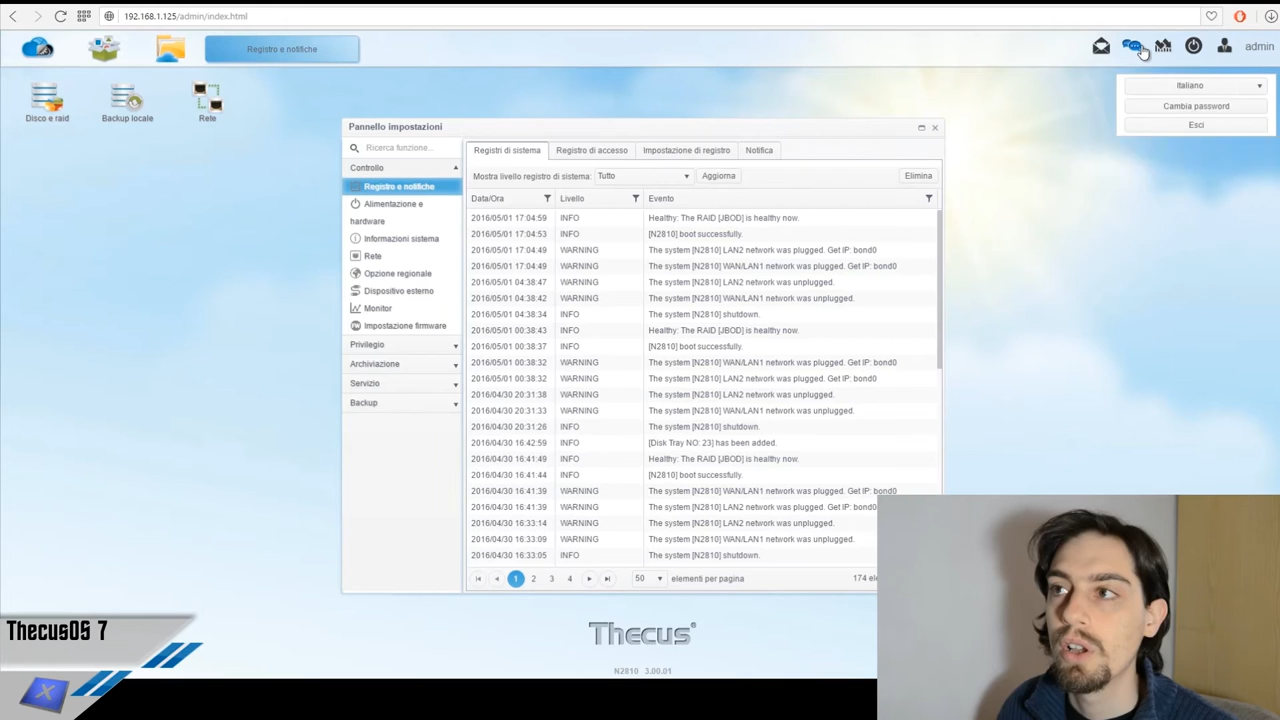 192.168.1.125/admin/index.html
Registro e notifiche
admin
Disco e raid
Backup locale
Rete
Italiano
Cambia password
Esci
Pannello impostazioni
Ricerca funzione...
Controllo
Registro e notifiche
Alimentazione e
hardware
Informazioni sistema
Rete
Opzione regionale
Dispositivo esterno
Monitor
Impostazione firmware
Privilegio
Archiviazione
Servizio
Backup
Registri di sistema Registro di accesso Impostazione di registro Notifica
Mostra livello registro di sistema: Tutto Aggiorna Elimina
Data/Ora Livello Evento
2016/05/01 17:04:59 INFO Healthy: The RAID [JBOD] is healthy now.
2016/05/01 17:04:53 INFO [N2810] boot successfully.
2016/05/01 17:04:49 WARNING The system [N2810] LAN2 network was plugged. Get IP: bond0
2016/05/01 17:04:49 WARNING The system [N2810] WAN/LAN1 network was plugged. Get IP: bond0
2016/05/01 04:38:47 WARNING The system [N2810] LAN2 network was unplugged.
2016/05/01 04:38:42 WARNING The system [N2810] WAN/LAN1 network was unplugged.
2016/05/01 04:38:34 INFO The system [N2810] shutdown.
2016/05/01 00:38:43 INFO Healthy: The RAID [JBOD] is healthy now.
2016/05/01 00:38:37 INFO [N2810] boot successfully.
2016/05/01 00:38:32 WARNING The system [N2810] WAN/LAN1 network was plugged. Get IP: bond0
2016/05/01 00:38:32 WARNING The system [N2810] LAN2 network was plugged. Get IP: bond0
2016/04/30 20:31:38 WARNING The system [N2810] LAN2 network was unplugged.
2016/04/30 20:31:33 WARNING The system [N2810] WAN/LAN1 network was unplugged.
2016/04/30 20:31:26 INFO The system [N2810] shutdown.
2016/04/30 16:42:59 INFO [Disk Tray NO: 23] has been added.
2016/04/30 16:41:49 INFO Healthy: The RAID [JBOD] is healthy now.
2016/04/30 16:41:44 INFO [N2810] boot successfully.
2016/04/30 16:41:39 WARNING The system [N2810] WAN/LAN1 network was plugged. Get IP: bond0
2016/04/30 16:41:39 WARNING The system [N2810] LAN2 network was plugged. Get IP: bond0
2016/04/30 16:33:14 WARNING The system [N2810] LAN2 network was unplugged.
2016/04/30 16:33:09 WARNING The system [N2810] WAN/LAN1 network was unplugged.
2016/04/30 16:33:05 INFO The system [N2810] shutdown.
1 2 3 4 50 elementi per pagina 174 ele
Thecus®
N2810 3.00.01
ThecusOS 7
X